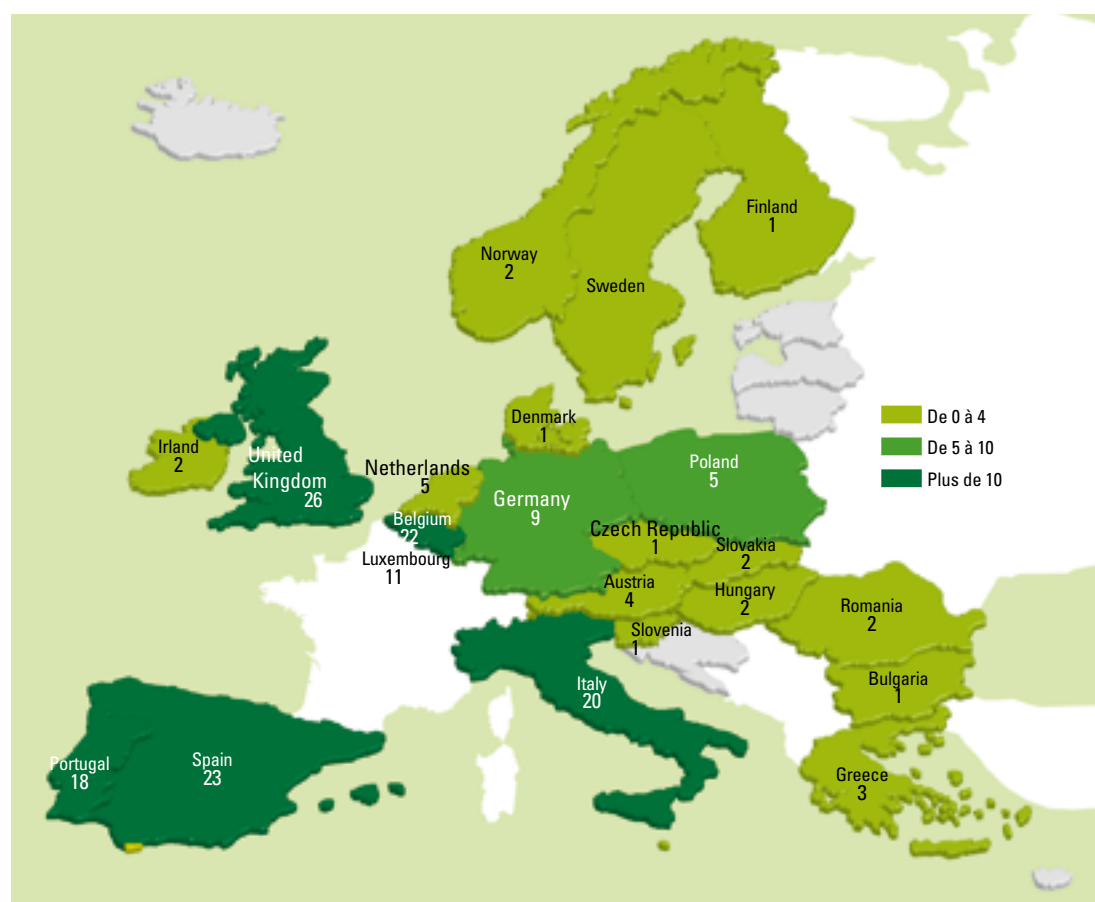 Finland
1
Norway
2
Sweden
Denmark
1
De 0 à 4
De 5 à 10
Plus de 10
Irland
2
United
Kingdom
26
Netherlands
5
Poland
5
Germany
9
Belgium
22
Czech Republic
1
Slovakia
2
Luxembourg
11
Austria
4
Hungary
2
Romania
2
Slovenia
1
Bulgaria
1
Italy
20
Portugal
18
Spain
23
Greece
3